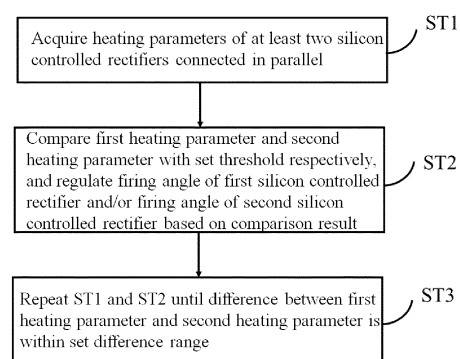 Acquire heating parameters of at least two silicon
controlled rectifiers connected in parallel
ST1
Compare first heating parameter and second
heating parameter with set threshold respectively,
and regulate firing angle of first silicon controlled
rectifier and/or firing angle of second silicon
controlled rectifier based on comparison result
ST2
Repeat ST1 and ST2 until difference between first
heating parameter and second heating parameter is
within set difference range
ST3